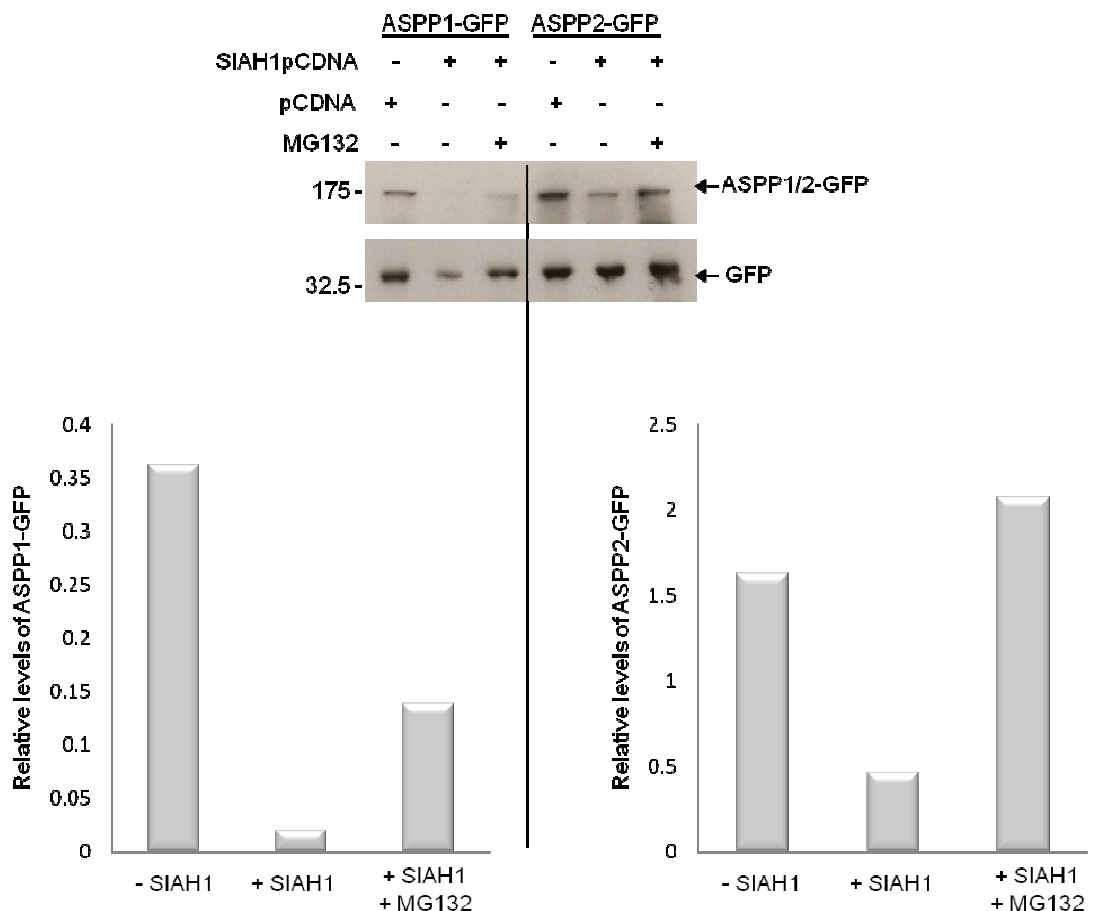 ASPP1-GFP ASPP2-GFP
SIAH1pCDNA - + + - + +
pCDNA + - - + - -
MG132 - - + - - +
175- ASPP1/2-GFP
32.5- GFP
Relative levels of ASPP1-GFP
0.4
0.35
0.3
0.25
0.2
0.15
0.1
0.05
0
- SIAH1 + SIAH1 + SIAH1
+ MG132
Relative levels of ASPP2-GFP
2.5
2
1.5
1
0.5
0
- SIAH1 + SIAH1 + SIAH1
+ MG132